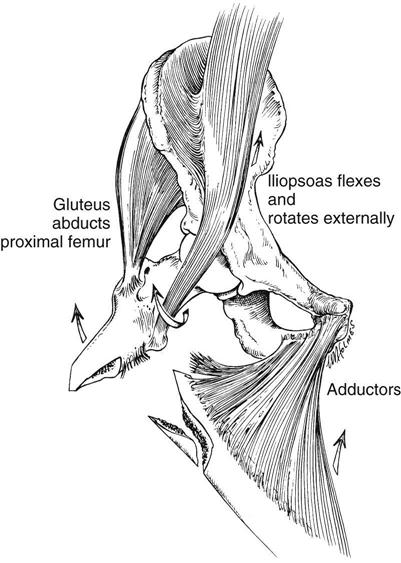 Gluteus
abducts
proximal femur
Iliopsoas flexes
and
rotates externally
Adductors